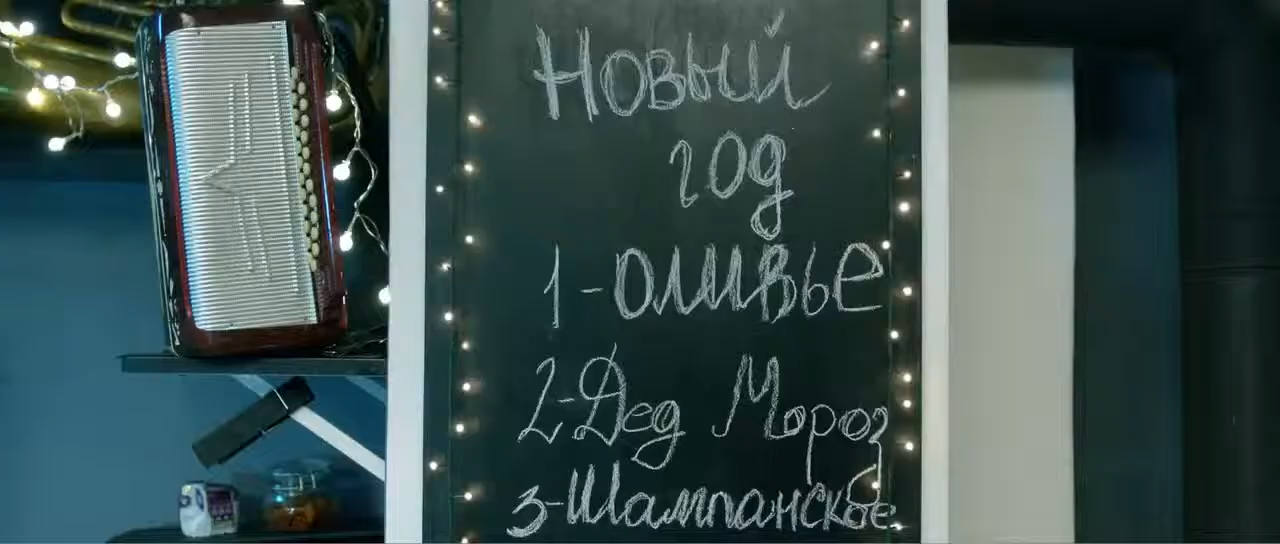 Новый
год
1-оливье
2-Дед Мороз
3-Шампанское